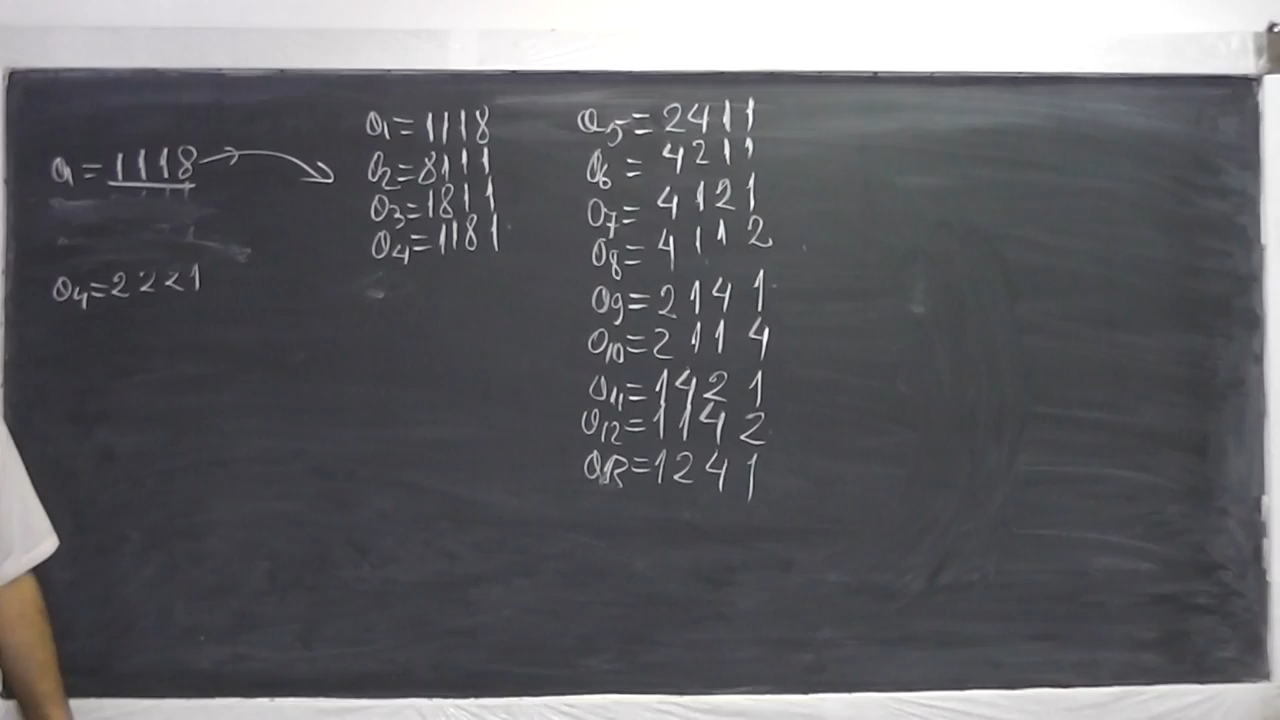 a₁ = 1118
a₄=2221
a₁=1118
a₂=8111
a₃=1811
a₄=1181
a₅=2411
a₆ = 4211
a₇= 4121
a₈= 4112
a₉=2141
a₁₀=2114
a₁₁=1421
a₁₂=1142
a₁₃=1241